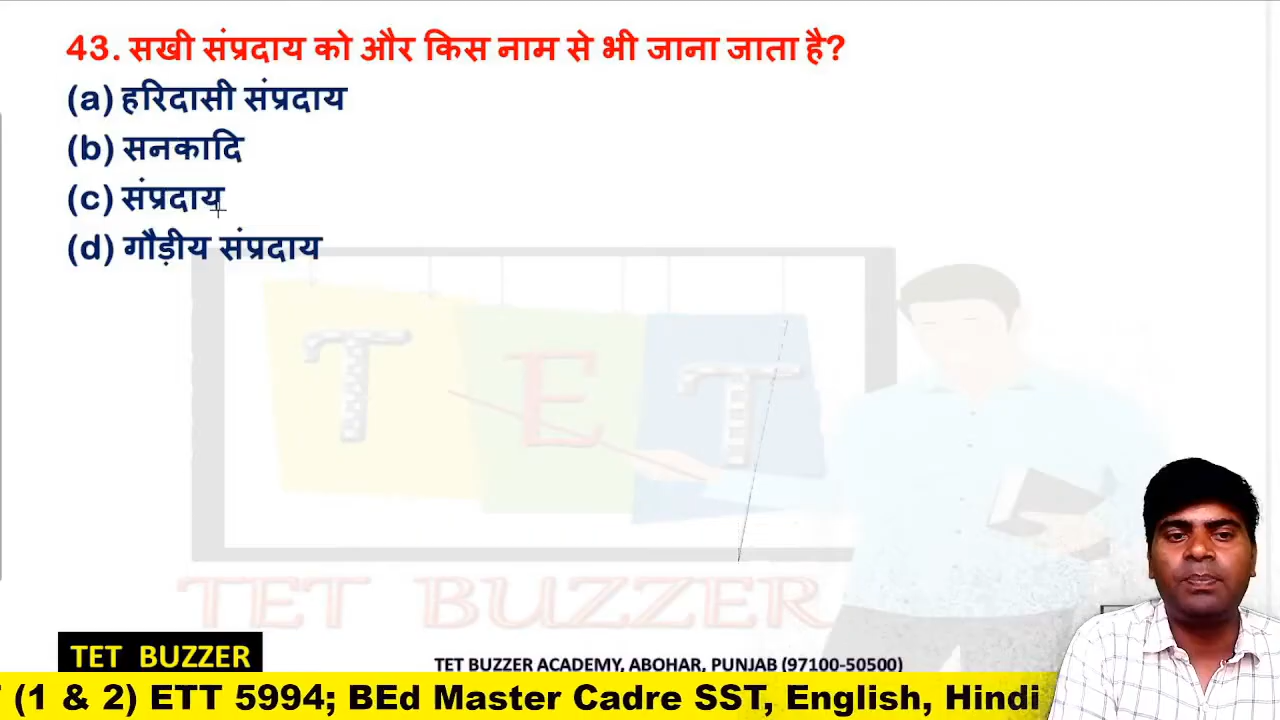 43. सखी संप्रदाय को और किस नाम से भी जाना जाता है?
(a) हरिदासी संप्रदाय
(b) सनकादि
(c) संप्रदाय
(d) गौड़ीय संप्रदाय
T E T
TET BUZZER
TET BUZZER
TET BUZZER ACADEMY, ABOHAR, PUNJAB (97100-50500)
(1 & 2) ETT 5994; BEd Master Cadre SST, English, Hindi